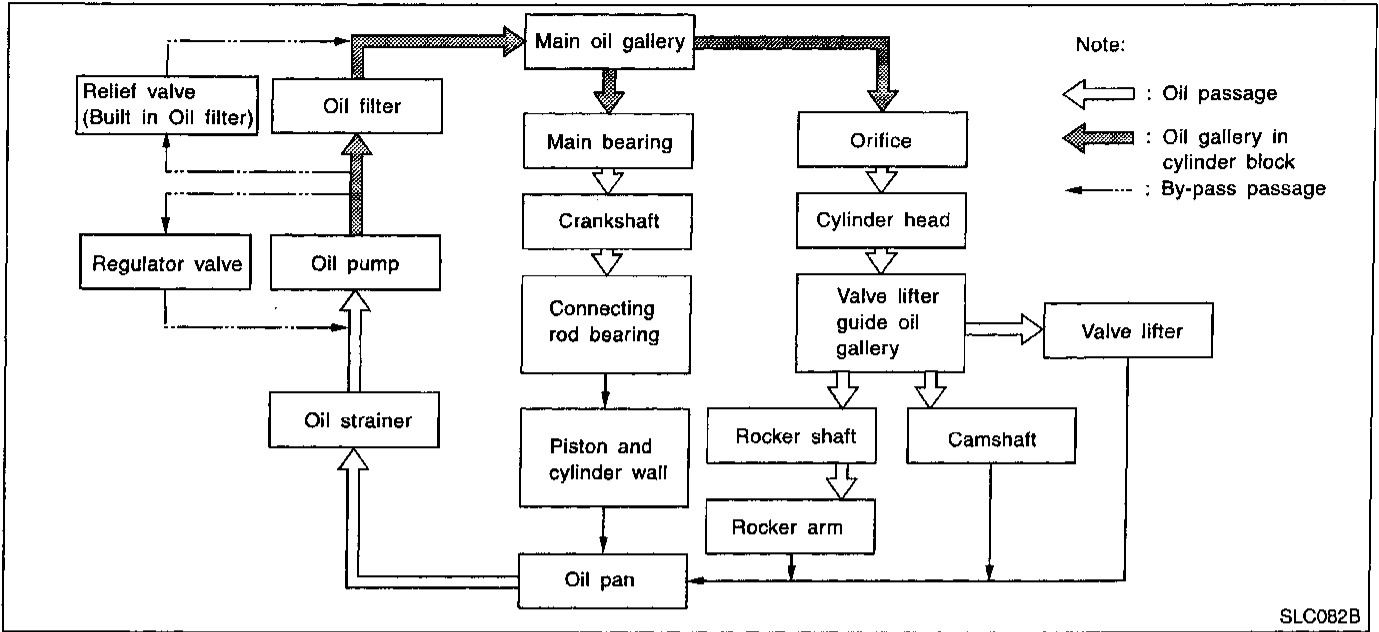 Main oil gallery
Relief valve
(Built in Oil filter)
Oil filter
Main bearing
Orifice
Note:
: Oil passage
: Oil gallery in
cylinder block
: By-pass passage
Crankshaft
Cylinder head
Regulator valve
Oil pump
Connecting
rod bearing
Valve lifter
guide oil
gallery
Valve lifter
Oil strainer
Piston and
cylinder wall
Rocker shaft
Camshaft
Rocker arm
Oil pan
SLC082B